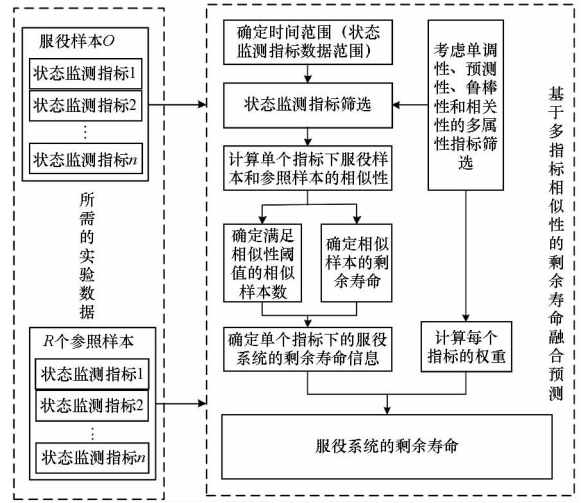 服役样本O
状态监测指标1
状态监测指标2
⋮
状态监测指标n
所需的实验数据
R个参照样本
状态监测指标1
状态监测指标2
⋮
状态监测指标n
确定时间范围（状态
监测指标数据范围）
状态监测指标筛选
计算单个指标下服役样
本和参照样本的相似性
确定满足
相似性阈
值的相似
样本数
确定相似
样本的剩
余寿命
确定单个指标下的服役
系统的剩余寿命信息
考虑单调
性、预测
性、鲁棒
性和相关
性的多属
性指标筛
选
计算每个
指标的权重
服役系统的剩余寿命
基于多指标相似性的剩余寿命融合预测